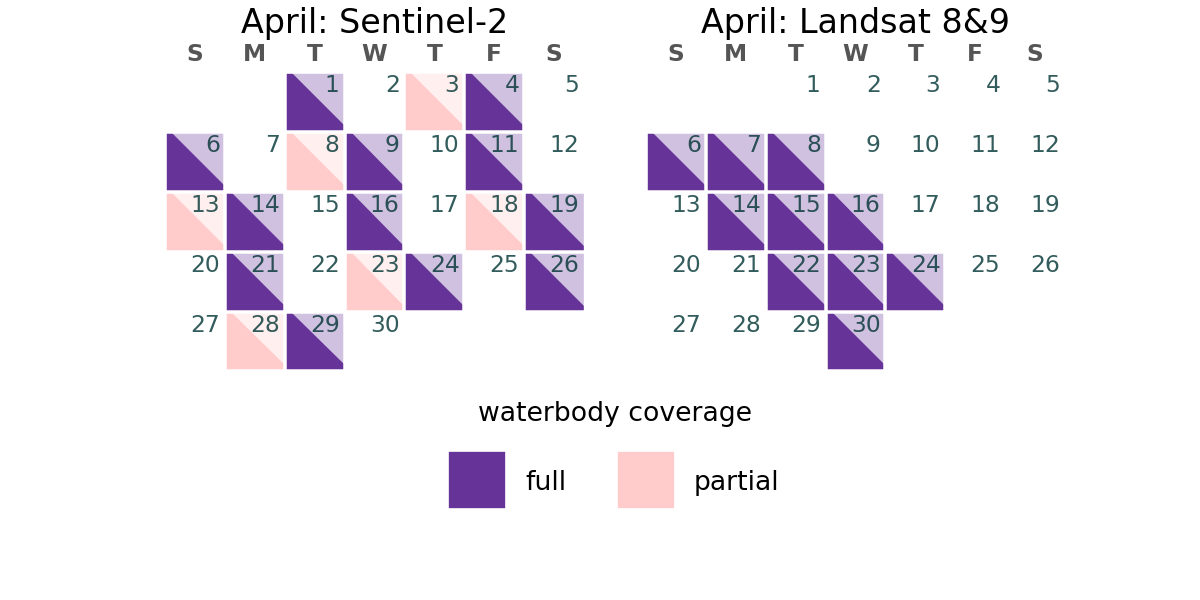 April: Sentinel-2
S M T W T F S
1 2 3 4 5
6 7 8 9 10 11 12
13 14 15 16 17 18 19
20 21 22 23 24 25 26
27 28 29 30
April: Landsat 8&9
S M T W T F S
1 2 3 4 5
6 7 8 9 10 11 12
13 14 15 16 17 18 19
20 21 22 23 24 25 26
27 28 29 30
waterbody coverage
full partial